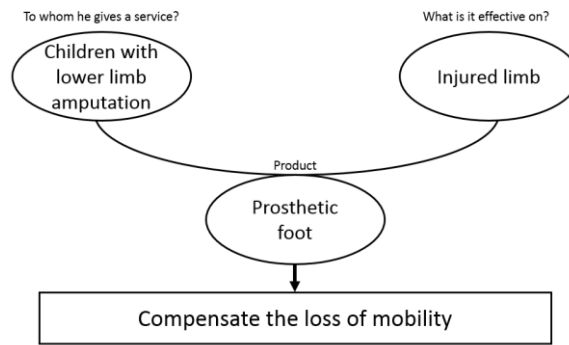 To whom he gives a service?
What is it effective on?
Children with
lower limb
amputation
Injured limb
Product
Prosthetic
foot
Compensate the loss of mobility